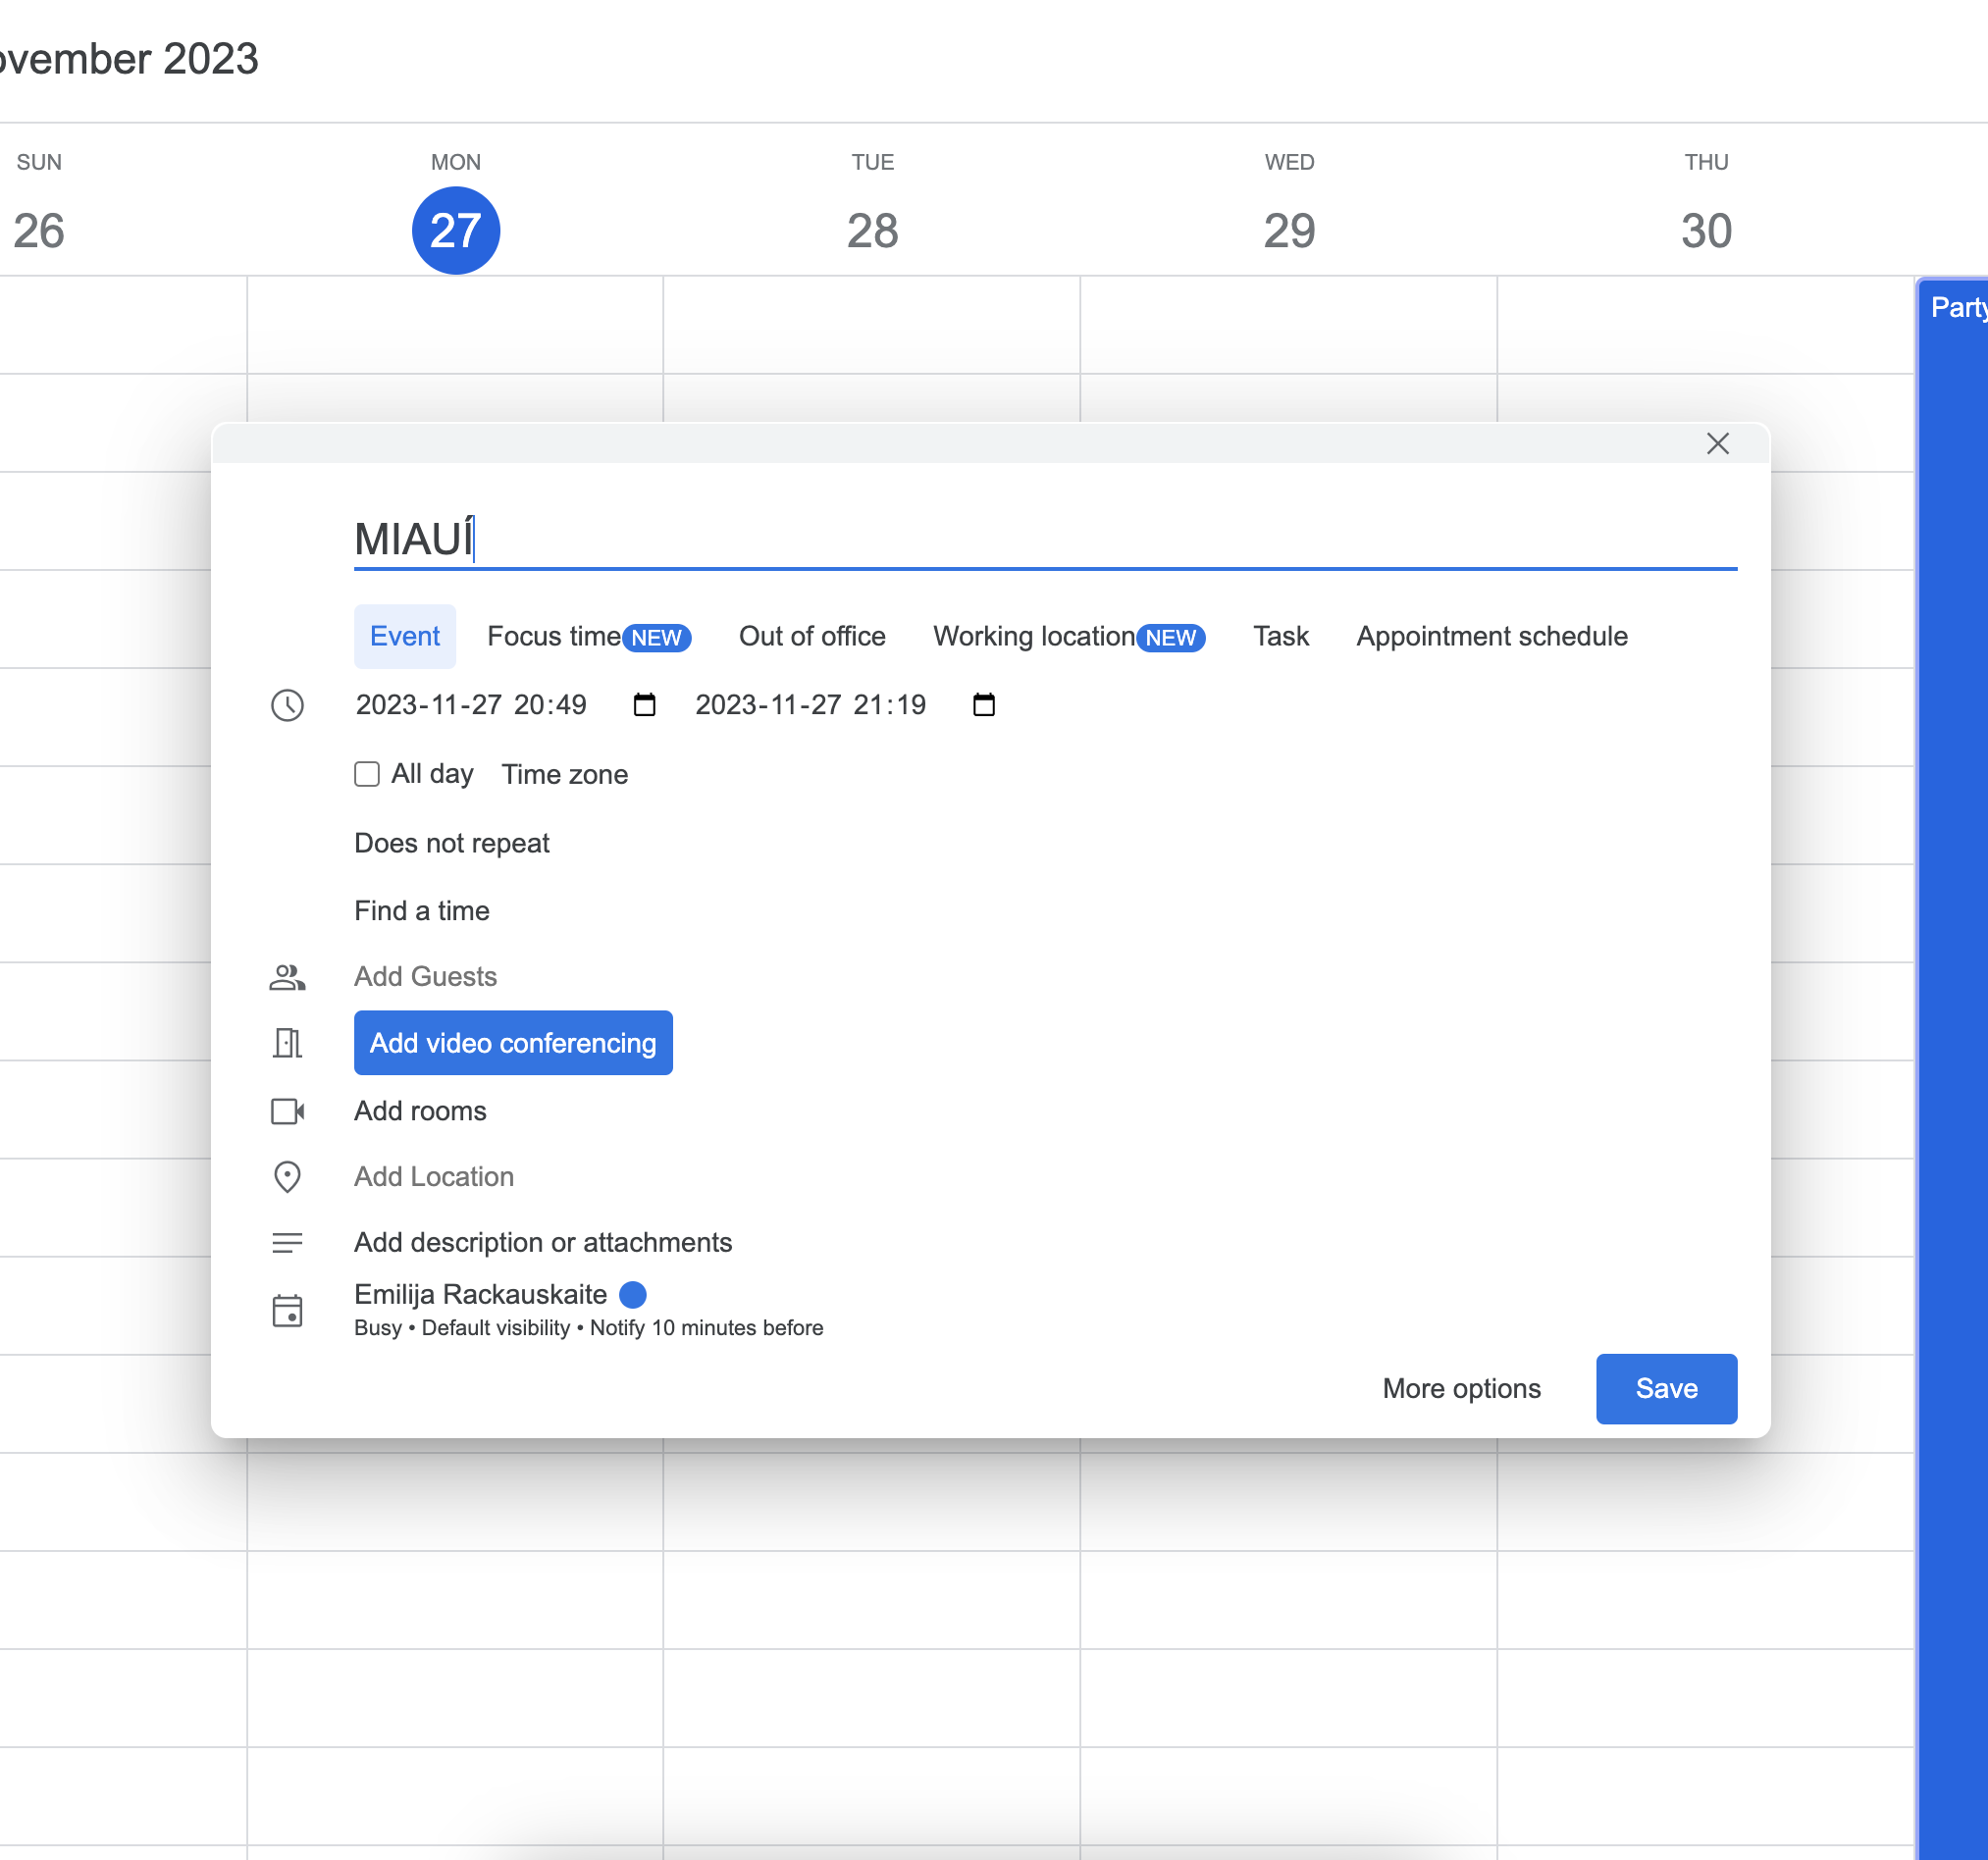 ovember 2023
SUN MON TUE WED THU
26 27 28 29 30
Party
MIAUÍ
Event Focus time NEW Out of office Working location NEW Task Appointment schedule
2023-11-27 20:49 2023-11-27 21:19
All day Time zone
Does not repeat
Find a time
Add Guests
Add video conferencing
Add rooms
Add Location
Add description or attachments
Emilija Rackauskaite
Busy • Default visibility • Notify 10 minutes before
More options Save